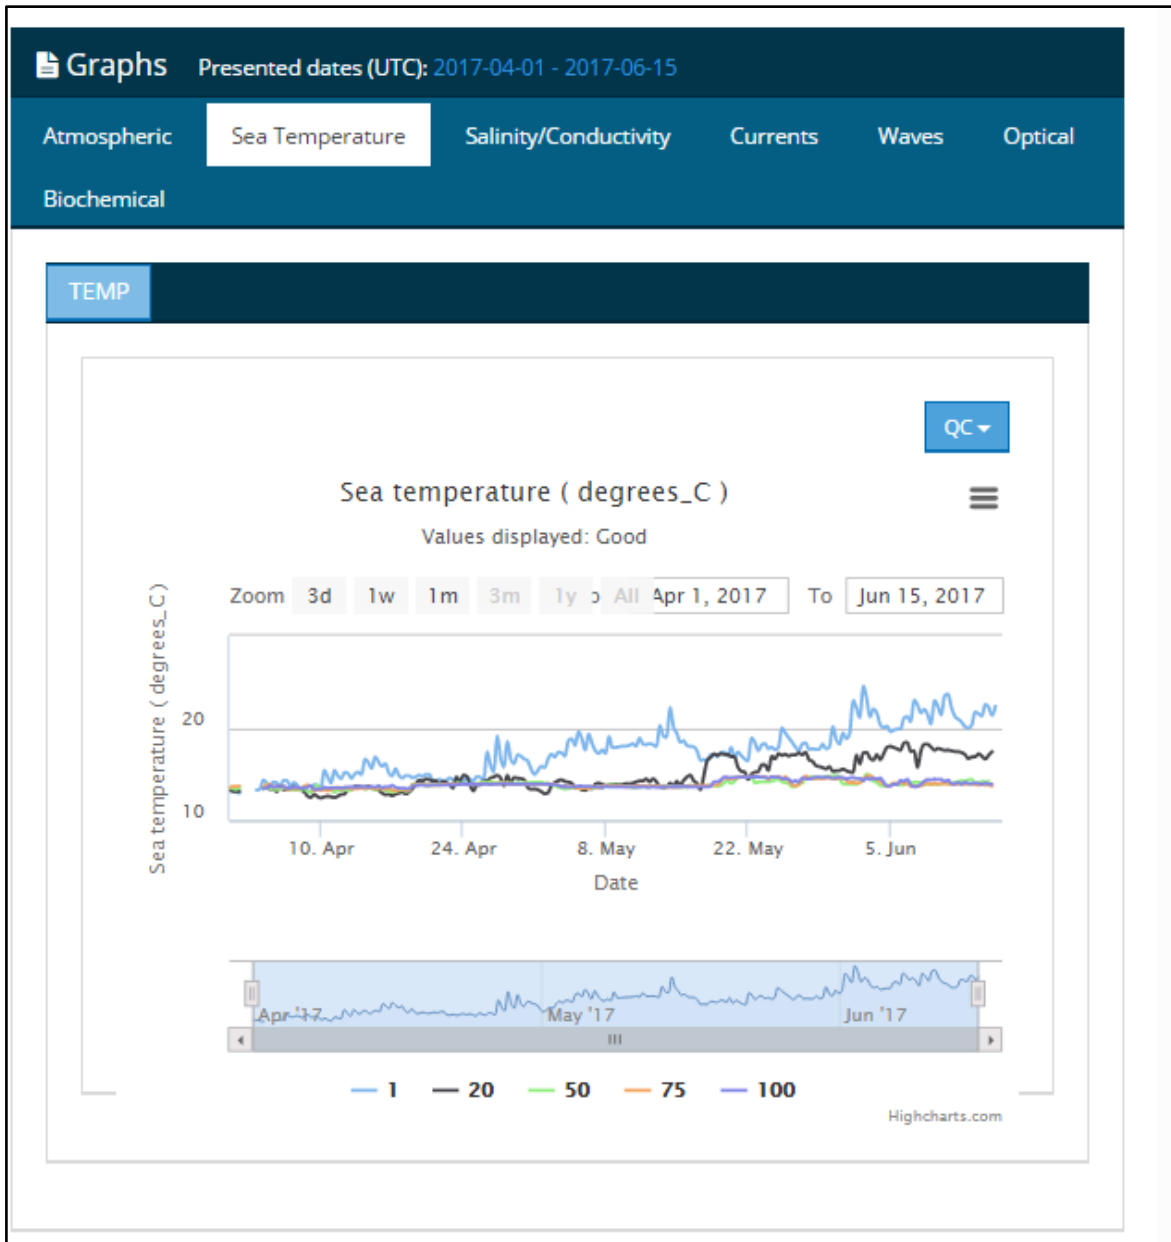 Graphs Presented dates (UTC): 2017-04-01 - 2017-06-15
Atmospheric Sea Temperature Salinity/Conductivity Currents Waves Optical
Biochemical
TEMP
QC
Sea temperature ( degrees_C )
Values displayed: Good
Zoom 3d 1w 1m 3m 1y o All Apr 1, 2017 To Jun 15, 2017
Sea temperature ( degrees_C )
20
10
10. Apr 24. Apr 8. May 22. May 5. Jun
Date
Apr '17 May '17 Jun '17
1 20 50 75 100
Highcharts.com